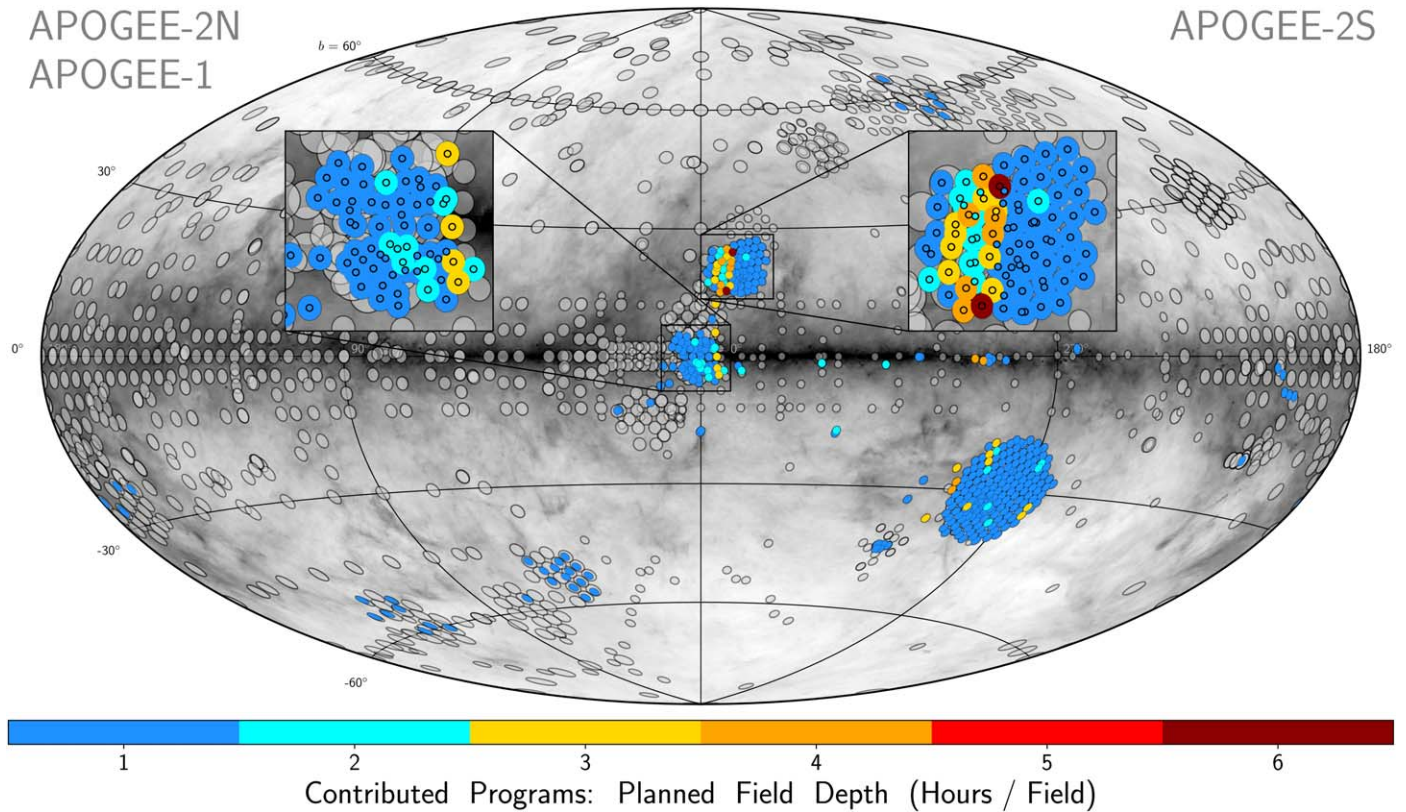 APOGEE-2N
APOGEE-1
APOGEE-2S
b = 60°
30°
0°
90
0
180°
-30°
-60°
1 2 3 4 5 6
Contributed Programs: Planned Field Depth (Hours / Field)